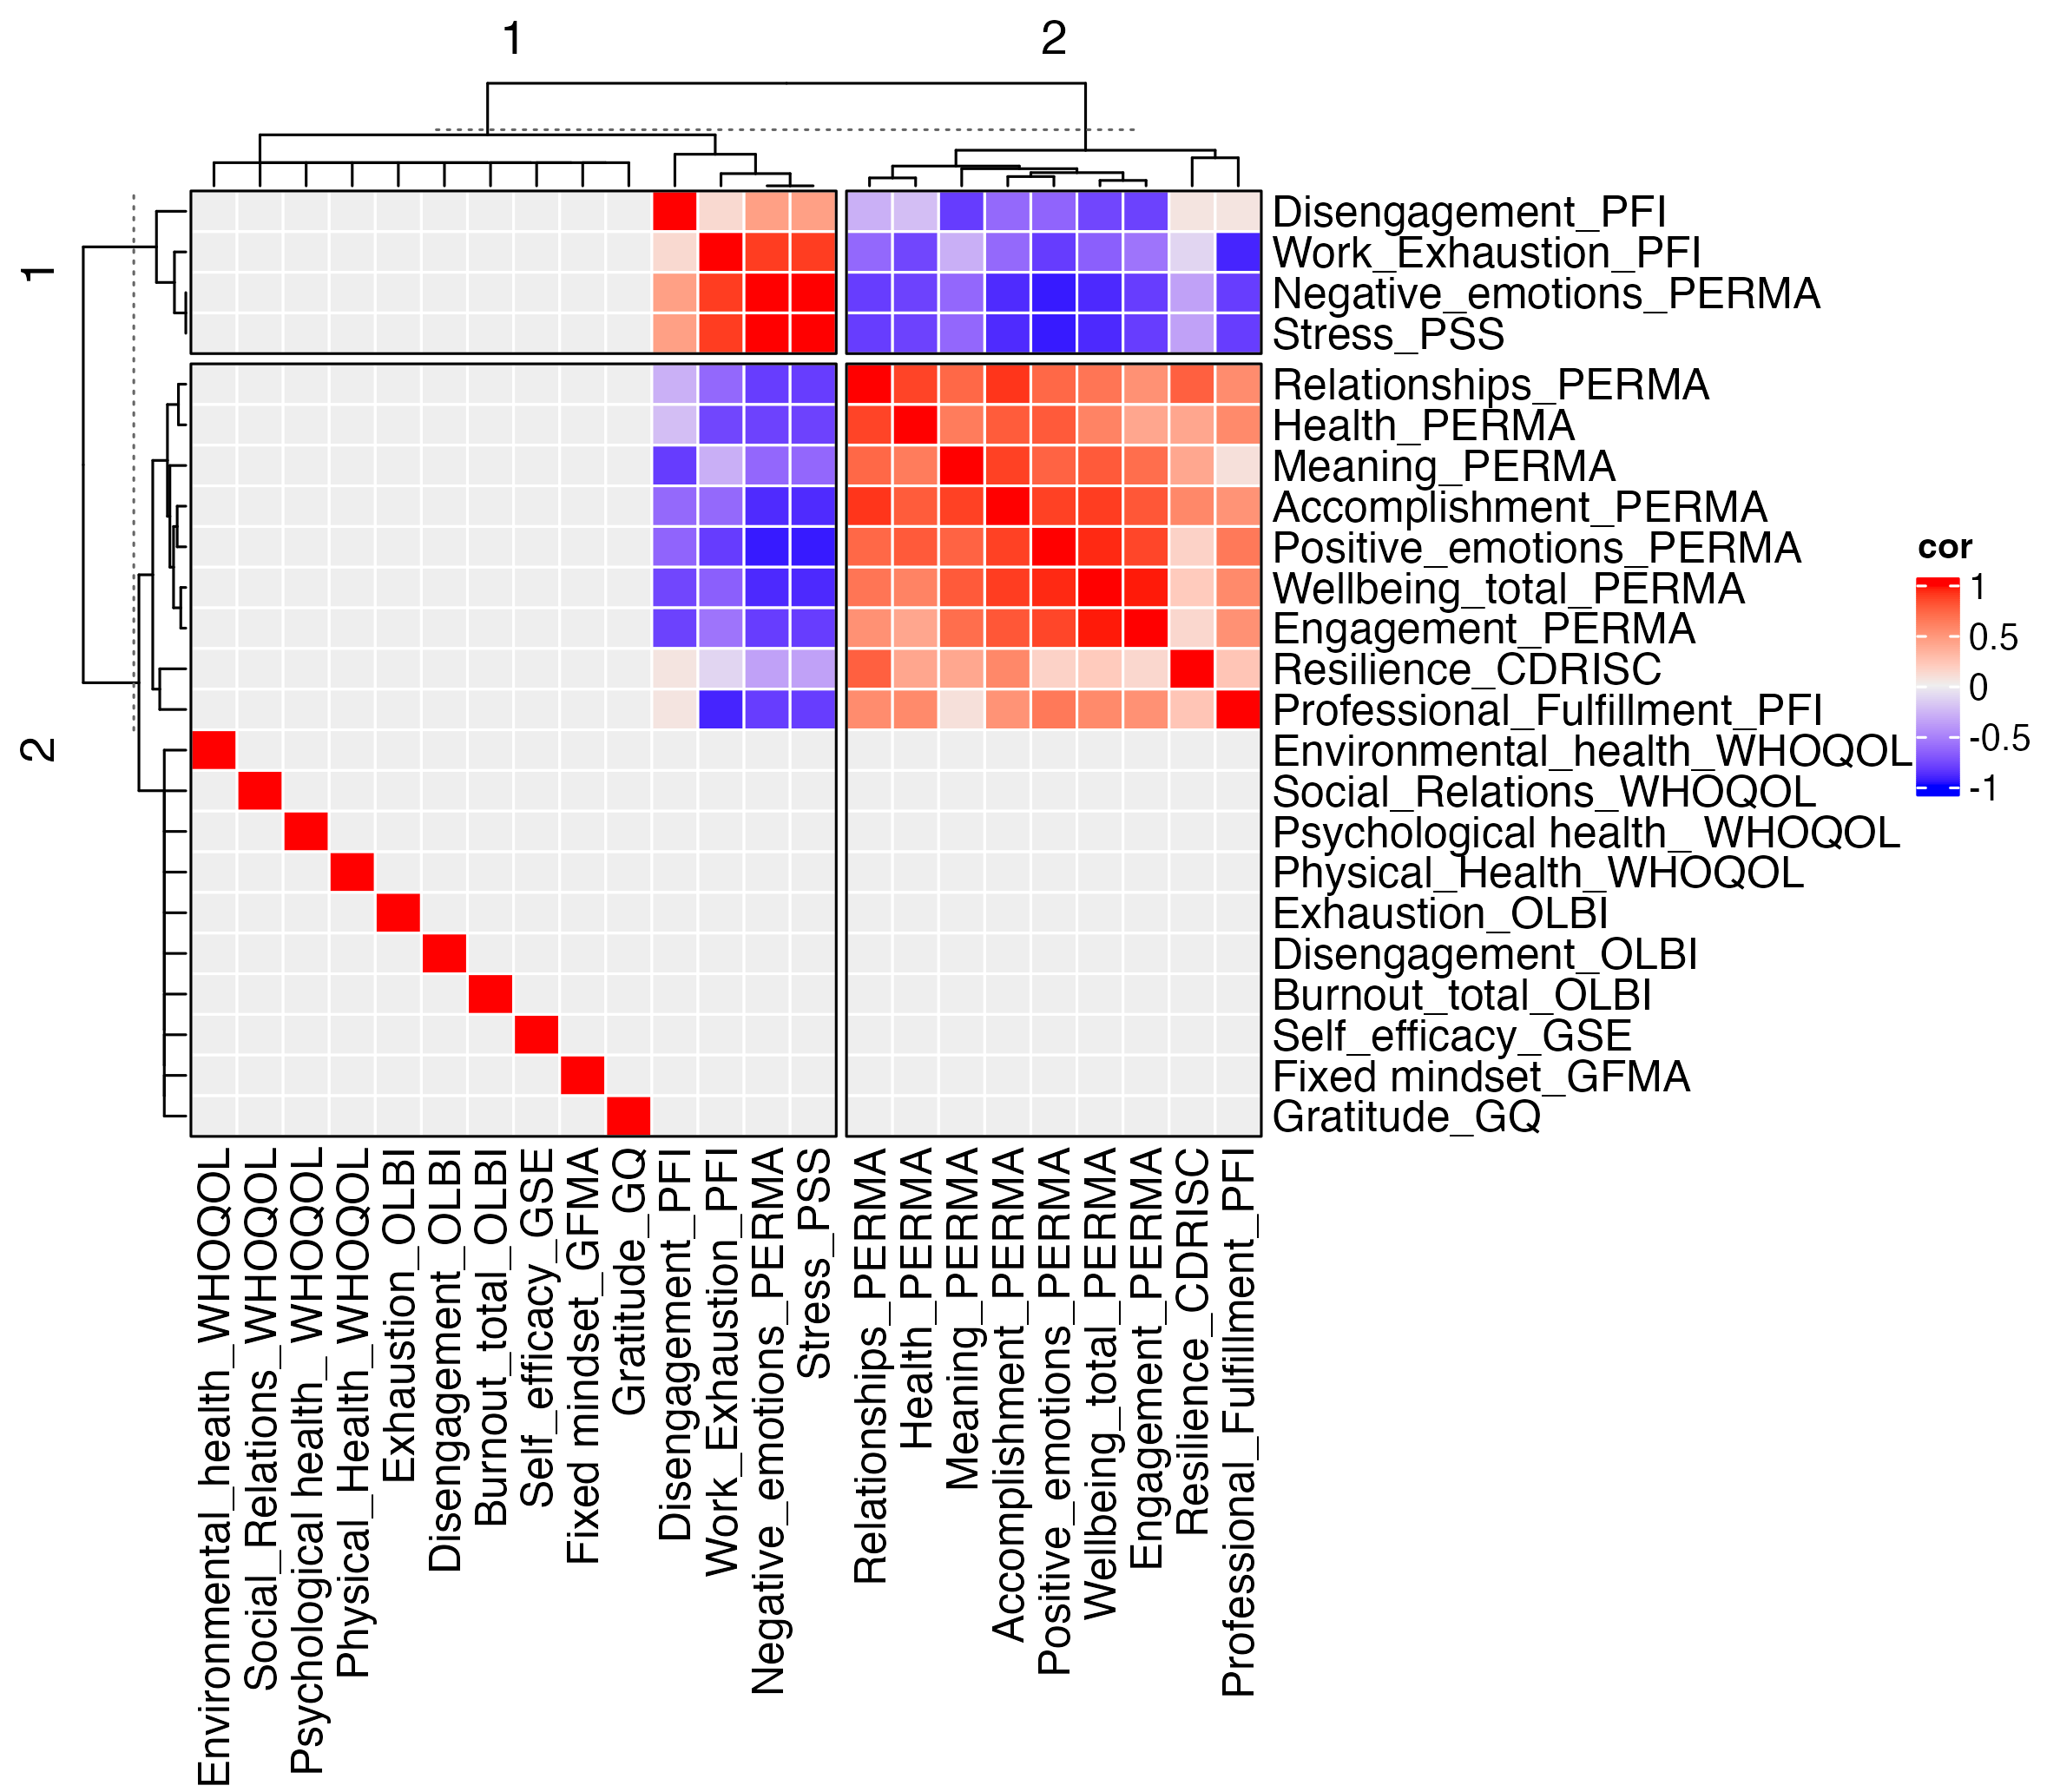 1
2
1
2
Disengagement_PFI
Work_Exhaustion_PFI
Negative_emotions_PERMA
Stress_PSS
Relationships_PERMA
Health_PERMA
Meaning_PERMA
Accomplishment_PERMA
Positive_emotions_PERMA
Wellbeing_total_PERMA
Engagement_PERMA
Resilience_CDRISC
Professional_Fulfillment_PFI
Environmental_health_WHOQOL
Social_Relations_WHOQOL
Psychological health_ WHOQOL
Physical_Health_WHOQOL
Exhaustion_OLBI
Disengagement_OLBI
Burnout_total_OLBI
Self_efficacy_GSE
Fixed mindset_GFMA
Gratitude_GQ
cor
1
0.5
0
-0.5
-1
Environmental_health_WHOQOL
Social_Relations_WHOQOL
Psychological health_ WHOQOL
Physical_Health_WHOQOL
Exhaustion_OLBI
Disengagement_OLBI
Burnout_total_OLBI
Self_efficacy_GSE
Fixed mindset_GFMA
Gratitude_GQ
Disengagement_PFI
Work_Exhaustion_PFI
Negative_emotions_PERMA
Stress_PSS
Relationships_PERMA
Health_PERMA
Meaning_PERMA
Accomplishment_PERMA
Positive_emotions_PERMA
Wellbeing_total_PERMA
Engagement_PERMA
Resilience_CDRISC
Professional_Fulfillment_PFI